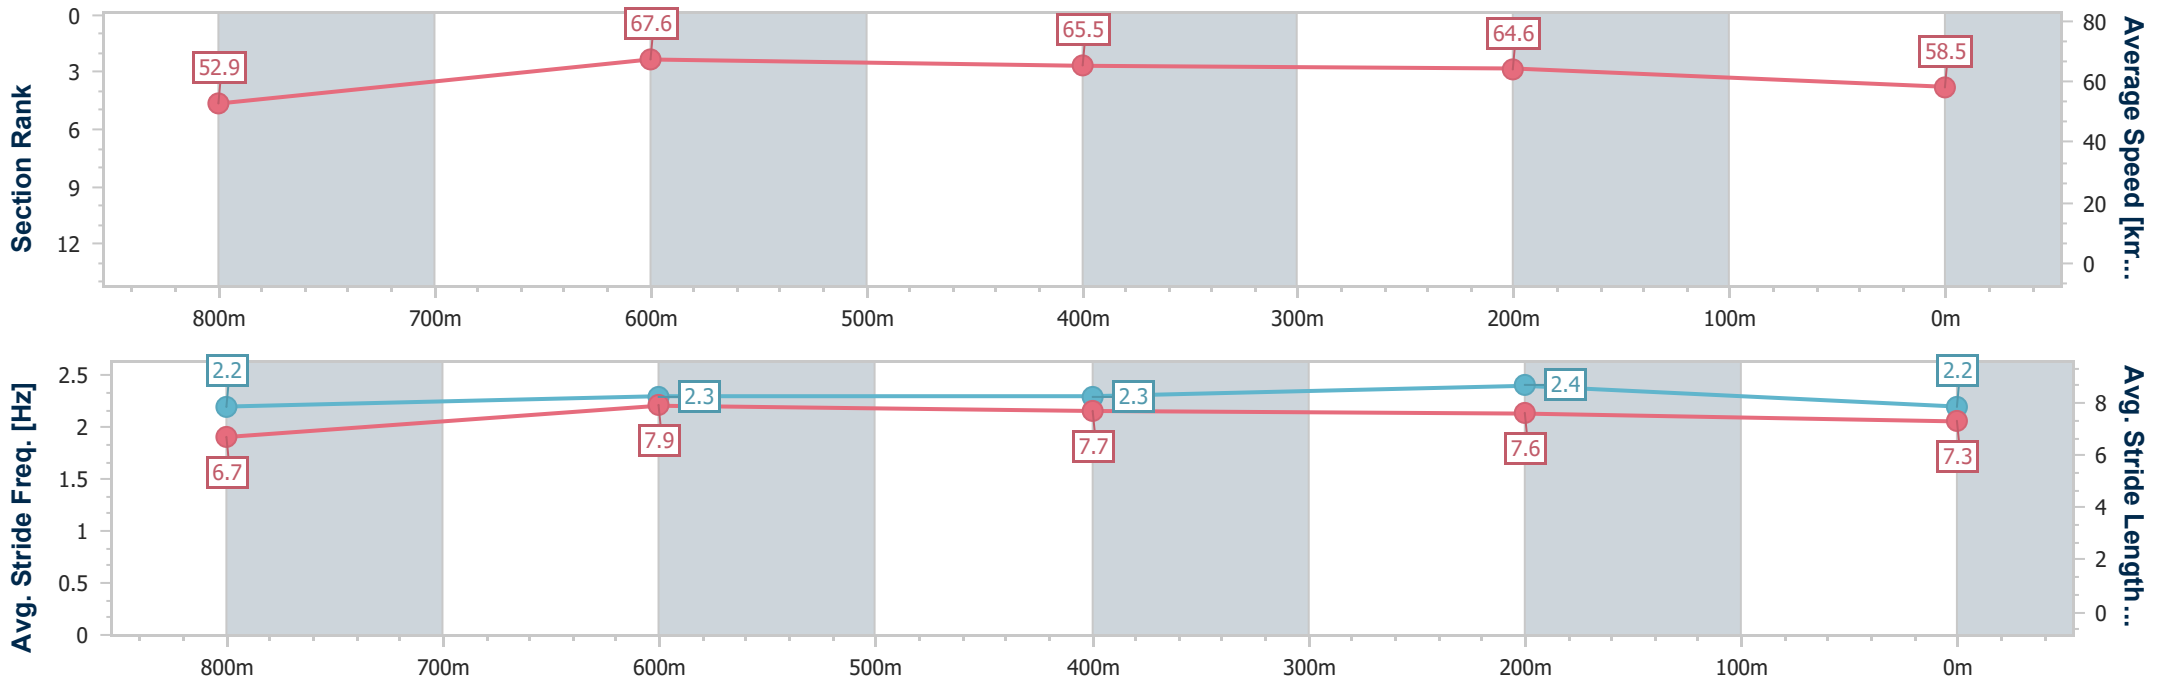 Section Rank
0
3
6
9
12
52.9
67.6
65.5
64.6
58.5
80
60
40
20
0
Average Speed [km...
800m
700m
600m
500m
400m
300m
200m
100m
0m
Avg. Stride Freq. [Hz]
2.5
2
1.5
1
0.5
0
2.2
2.3
2.3
2.4
2.2
6.7
7.9
7.7
7.6
7.3
8
6
4
2
0
Avg. Stride Length...
800m
700m
600m
500m
400m
300m
200m
100m
0m